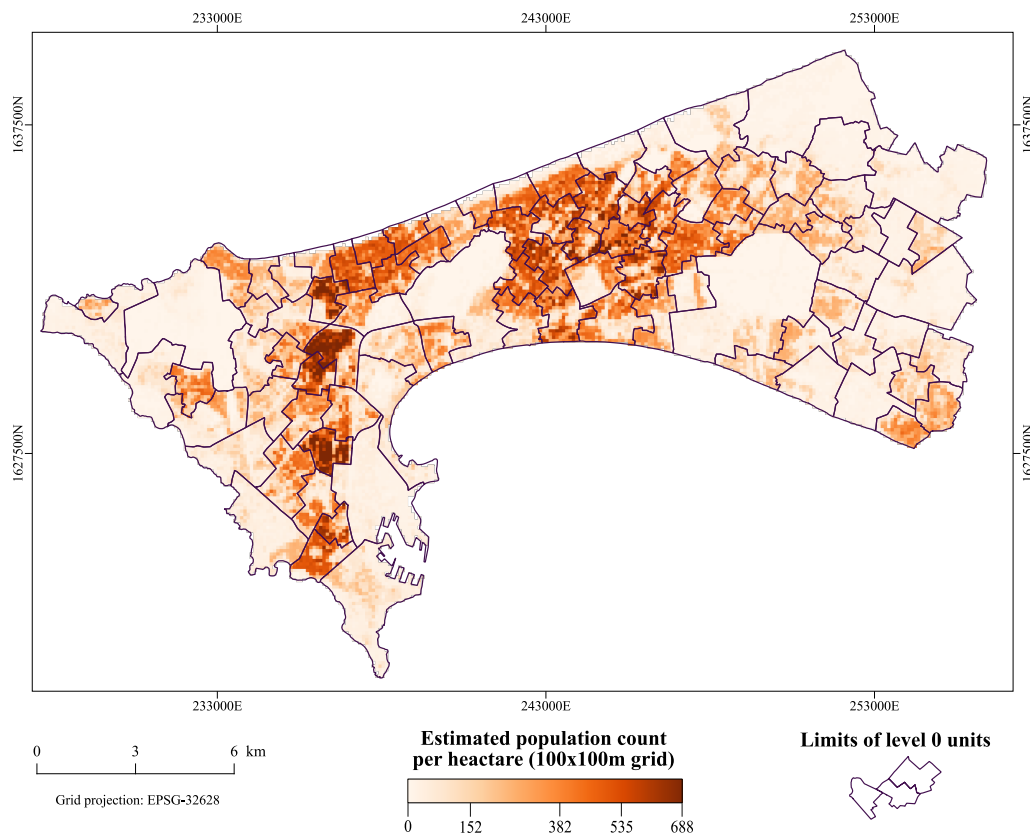 233000E 243000E 253000E
1637500N 1637500N
1627500N 1627500N
233000E 243000E 253000E
0 3 6 km
Grid projection: EPSG-32628
Estimated population count
per heactare (100x100m grid)
0 152 382 535 688
Limits of level 0 units